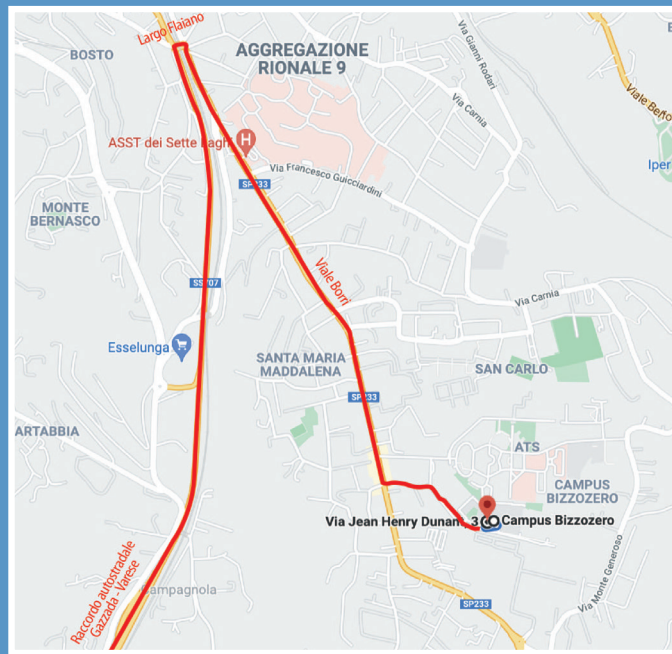 Largo Flaiano
BOSTO
AGGREGAZIONE
RIONALE 9
Via Gianni Rodari
Via Carnia
Iper
ASST dei Sette Laghi
SP233
Via Francesco Guicciardini
MONTE
BERNASCO
SS707
Viale Borri
Via Carnia
Esselunga
SANTA MARIA
MADDALENA
SAN CARLO
SP233
ARTABBIA
ATS
CAMPUS
BIZZOZERO
Via Jean Henry Dunant, 3
Campus Bizzozero
Raccordo autostradale
Gazzada - Varese
Campagnola
SP233
Via Monte Generoso